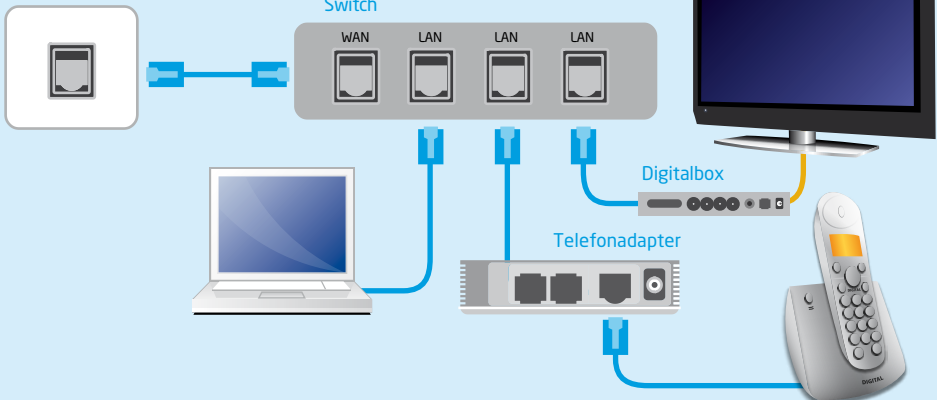 Switch
WAN LAN LAN LAN
Digitalbox
Telefonadapter
DIGITAL